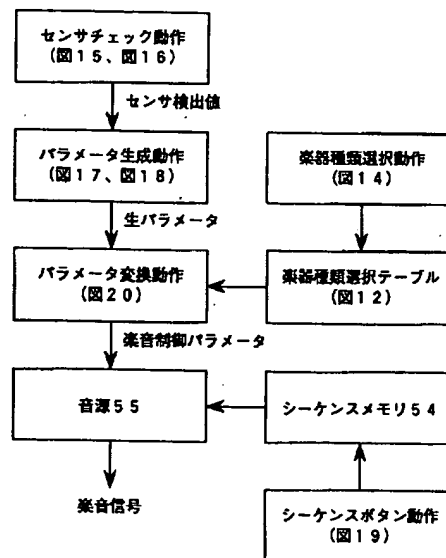 センサチェック動作
(図15、図16)
センサ検出値
パラメータ生成動作
(図17、図18)
生パラメータ
楽器種類選択動作
(図14)
パラメータ変換動作
(図20)
楽器種類選択テーブル
(図12)
楽音制御パラメータ
音源55
シーケンスメモリ54
楽音信号
シーケンスボタン動作
(図19)